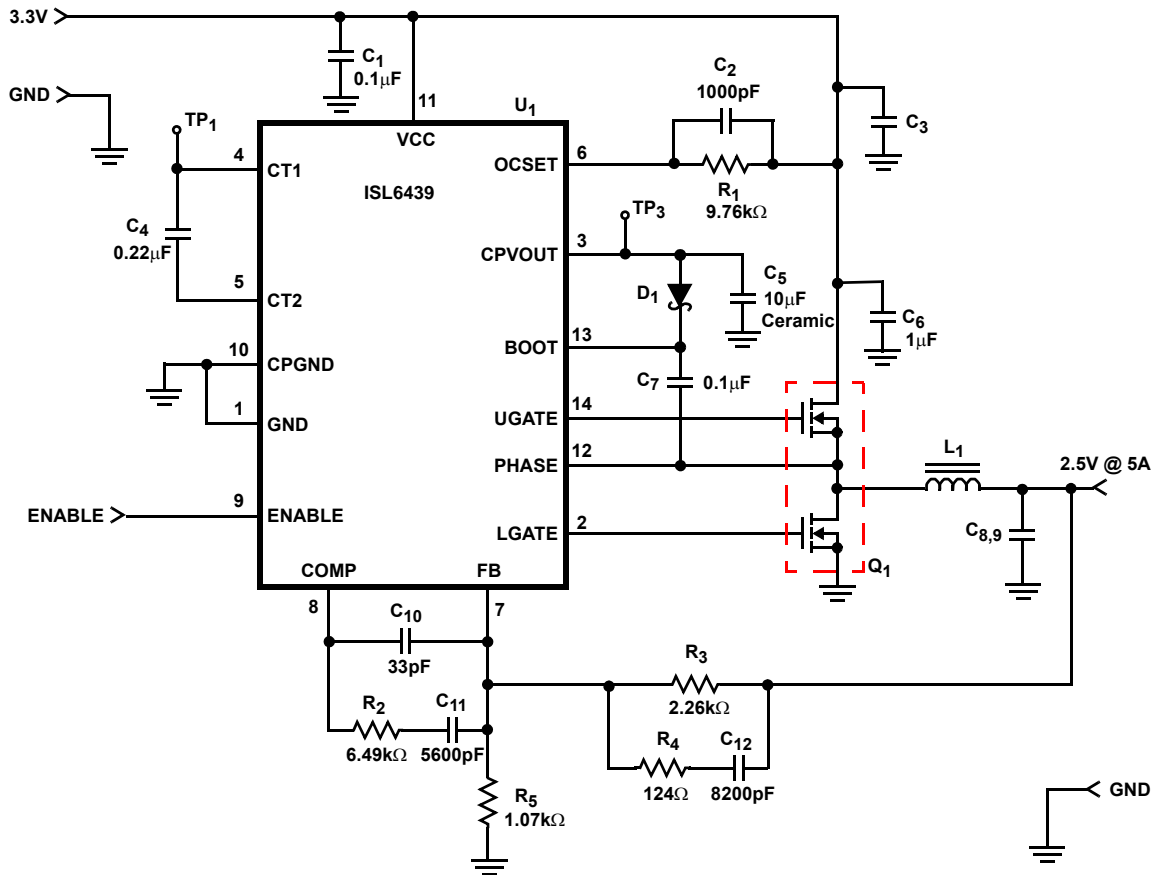 3.3V
C1
0.1μF
GND
TP1
4
CT1
C4
0.22μF
5
CT2
10
CPGND
1
GND
ENABLE
9
ENABLE
11
VCC
U1
ISL6439
OCSET
6
C2
1000pF
R1
9.76kΩ
C3
TP3
CPVOUT
3
D1
C5
10μF
Ceramic
C6
1μF
BOOT
13
C7
0.1μF
UGATE
14
PHASE
12
LGATE
2
Q1
L1
2.5V @ 5A
C8,9
COMP
FB
8
7
C10
33pF
R2
6.49kΩ
C11
5600pF
R3
2.26kΩ
R4
124Ω
C12
8200pF
R5
1.07kΩ
GND